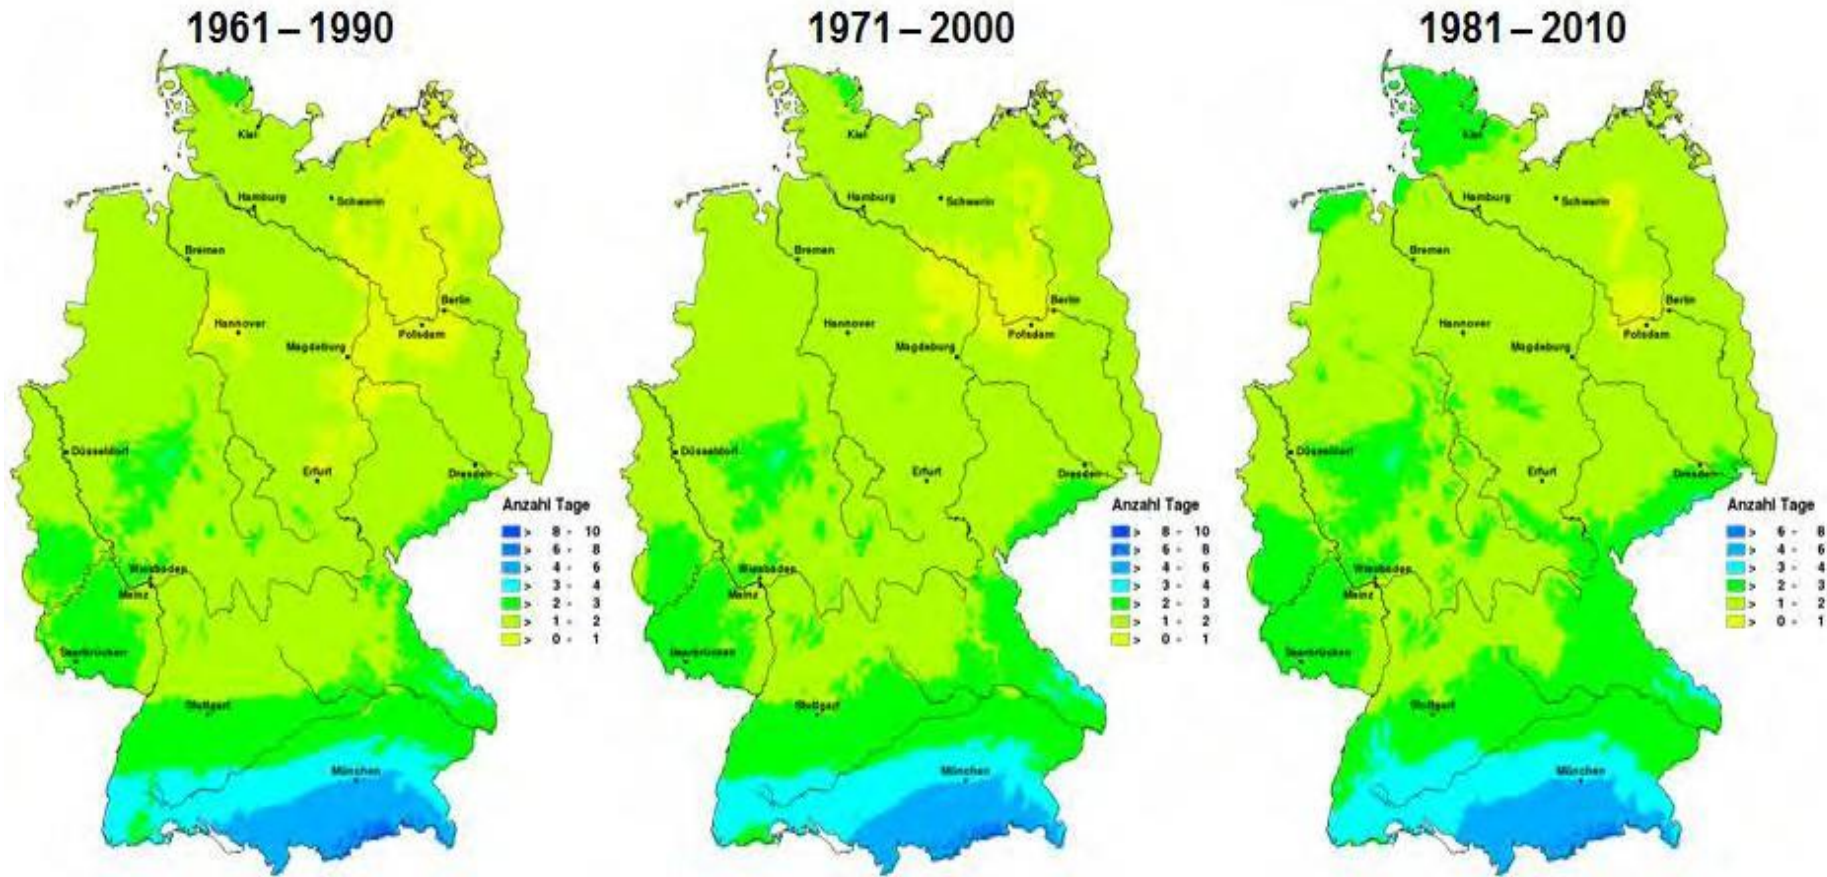 1961 – 1990
Kiel
Hamburg
Schwerin
Bremen
Berlin
Hannover
Potsdam
Magdeburg
Düsseldorf
Erfurt
Dresden
Wiesbaden
Mainz
Saarbrücken
Stuttgart
München
Anzahl Tage
> 8 - 10
> 6 - 8
> 4 - 6
> 3 - 4
> 2 - 3
> 1 - 2
> 0 - 1
1971 – 2000
Kiel
Hamburg
Schwerin
Bremen
Berlin
Hannover
Potsdam
Magdeburg
Düsseldorf
Erfurt
Dresden
Wiesbaden
Mainz
Saarbrücken
Stuttgart
München
Anzahl Tage
> 8 - 10
> 6 - 8
> 4 - 6
> 3 - 4
> 2 - 3
> 1 - 2
> 0 - 1
1981 – 2010
Kiel
Hamburg
Schwerin
Bremen
Berlin
Hannover
Potsdam
Magdeburg
Düsseldorf
Erfurt
Dresden
Wiesbaden
Mainz
Saarbrücken
Stuttgart
München
Anzahl Tage
> 6 - 8
> 4 - 6
> 3 - 4
> 2 - 3
> 1 - 2
> 0 - 1